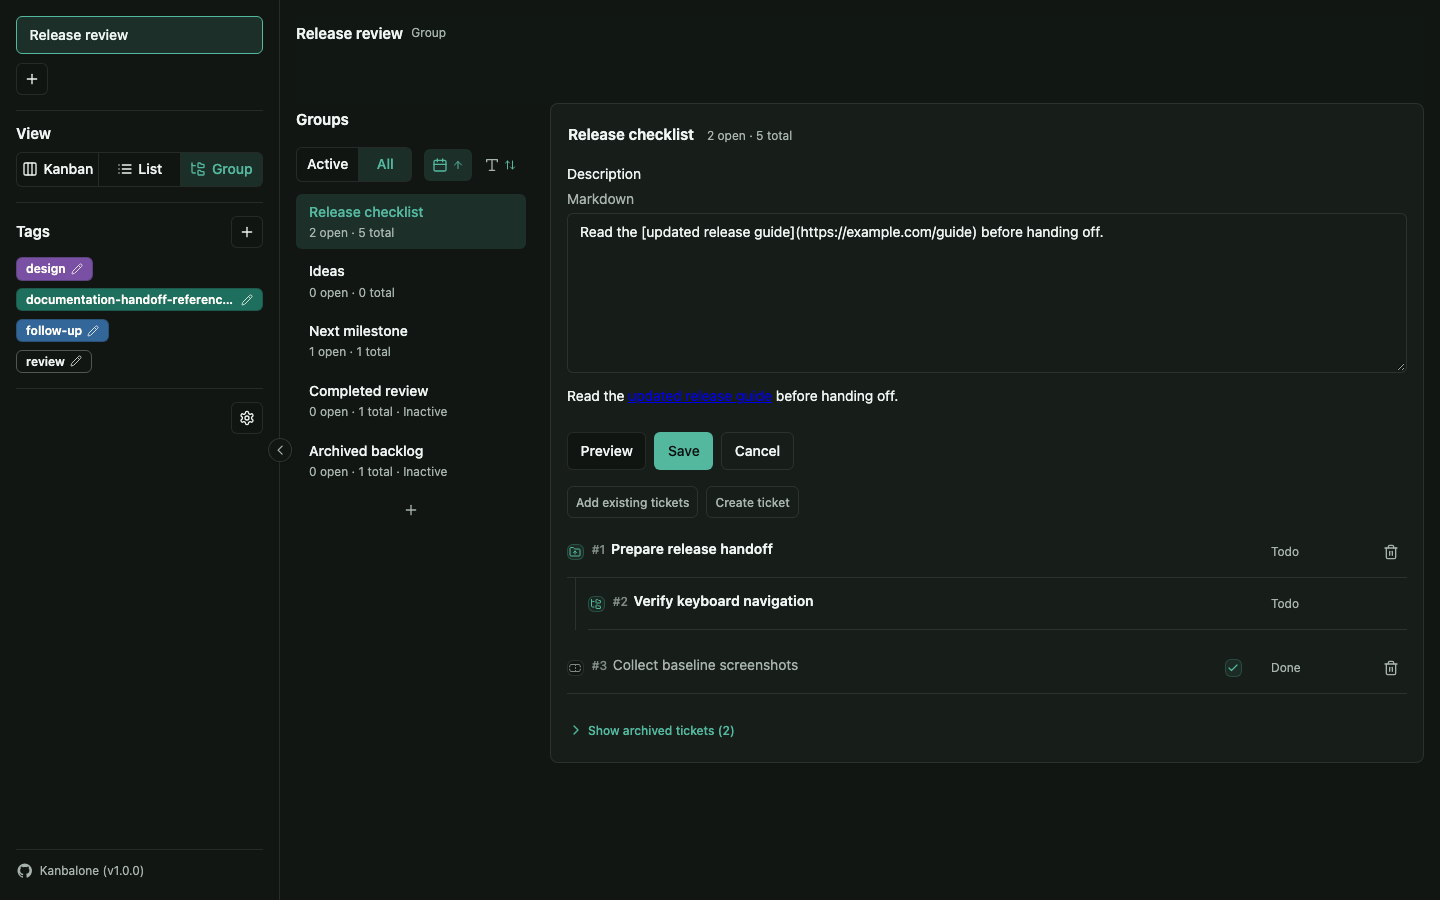 Release review
View
Kanban
List
Group
Tags
design
documentation-handoff-referenc...
follow-up
review
Kanbalone (v1.0.0)
Release review Group
Groups
Active
All
Release checklist
2 open · 5 total
Ideas
0 open · 0 total
Next milestone
1 open · 1 total
Completed review
0 open · 1 total · Inactive
Archived backlog
0 open · 1 total · Inactive
Release checklist 2 open · 5 total
Description
Markdown
Read the [updated release guide](https://example.com/guide) before handing off.
Read the updated release guide before handing off.
Preview
Save
Cancel
Add existing tickets
Create ticket
#1 Prepare release handoff Todo
#2 Verify keyboard navigation Todo
#3 Collect baseline screenshots Done
Show archived tickets (2)